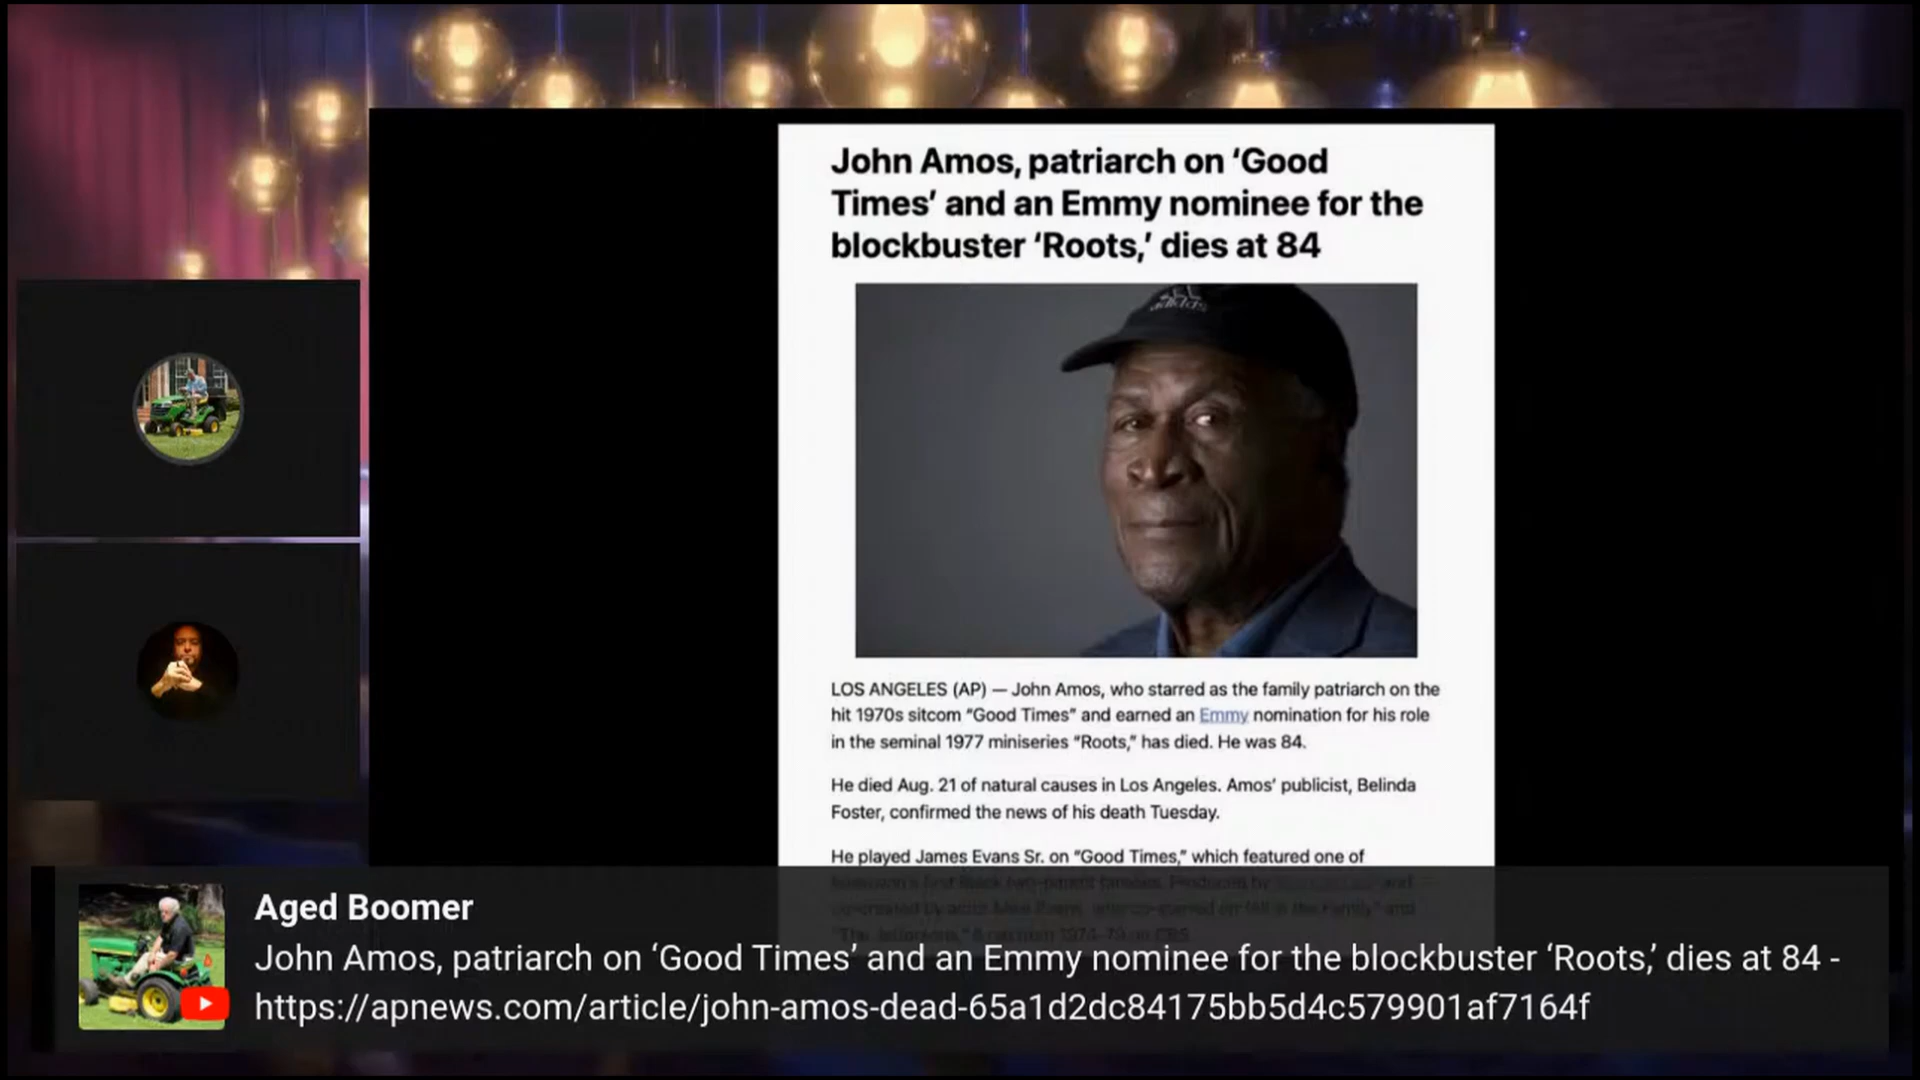 John Amos, patriarch on ‘Good
Times’ and an Emmy nominee for the
blockbuster ‘Roots,’ dies at 84
adidas
LOS ANGELES (AP) — John Amos, who starred as the family patriarch on the
hit 1970s sitcom “Good Times” and earned an Emmy nomination for his role
in the seminal 1977 miniseries “Roots,” has died. He was 84.
He died Aug. 21 of natural causes in Los Angeles. Amos’ publicist, Belinda
Foster, confirmed the news of his death Tuesday.
He played James Evans Sr. on “Good Times,” which featured one of
Aged Boomer
John Amos, patriarch on ‘Good Times’ and an Emmy nominee for the blockbuster ‘Roots,’ dies at 84 -
https://apnews.com/article/john-amos-dead-65a1d2dc84175bb5d4c579901af7164f